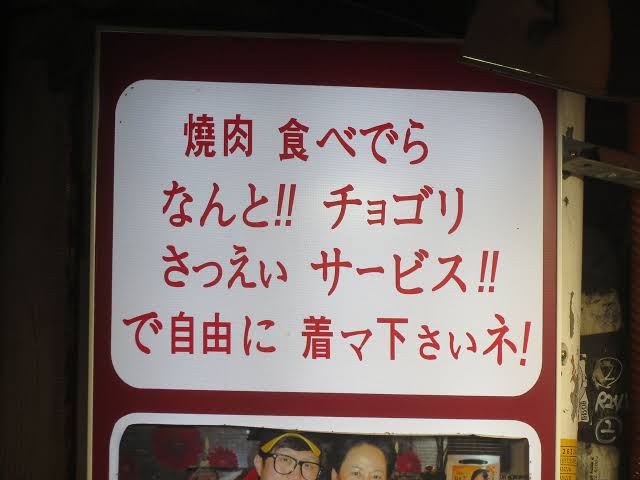 燒肉 食べでら
なんと!! チョゴリ
さつえい サービス!!
で自由に 着マ下さいネ!